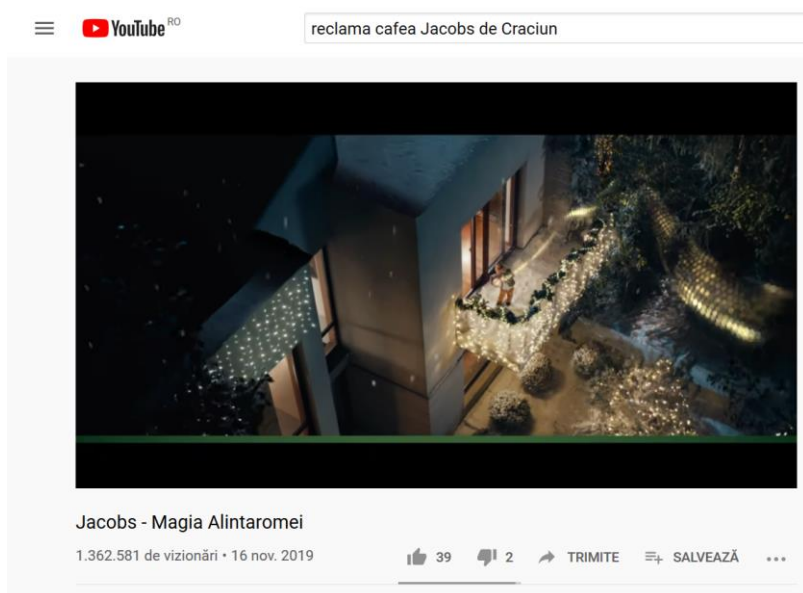 YouTube RO
reclama cafea Jacobs de Craciun
Jacobs - Magia Alintaromei
1.362.581 de vizionări • 16 nov. 2019
39 2 TRIMITE SALVEAZĂ